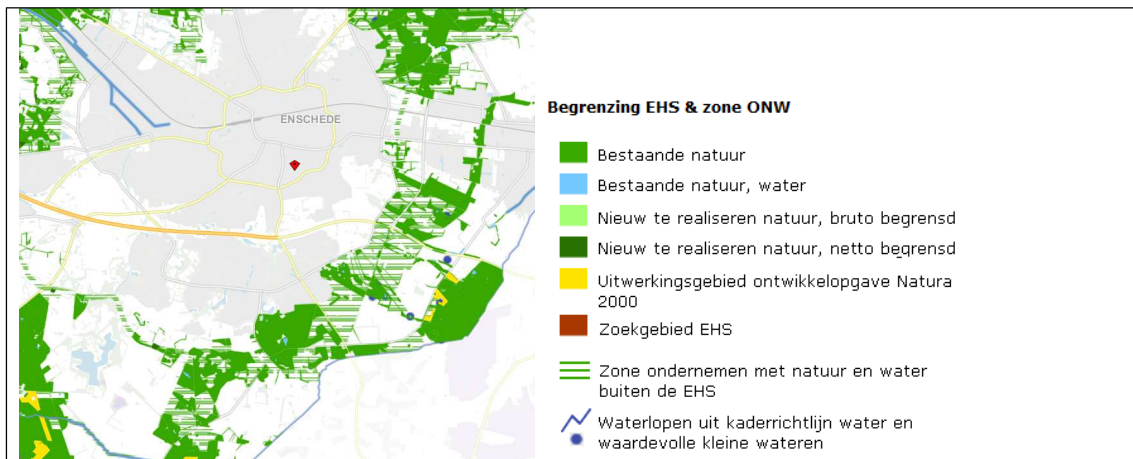 ENSCHEDE
Begrenzing EHS & zone ONW
Bestaande natuur
Bestaande natuur, water
Nieuw te realiseren natuur, bruto begrensd
Nieuw te realiseren natuur, netto begrensd
Uitwerkingsgebied ontwikkelopgave Natura
2000
Zoekgebied EHS
Zone ondernemen met natuur en water
buiten de EHS
Waterlopen uit kaderrichtlijn water en
waardevolle kleine wateren